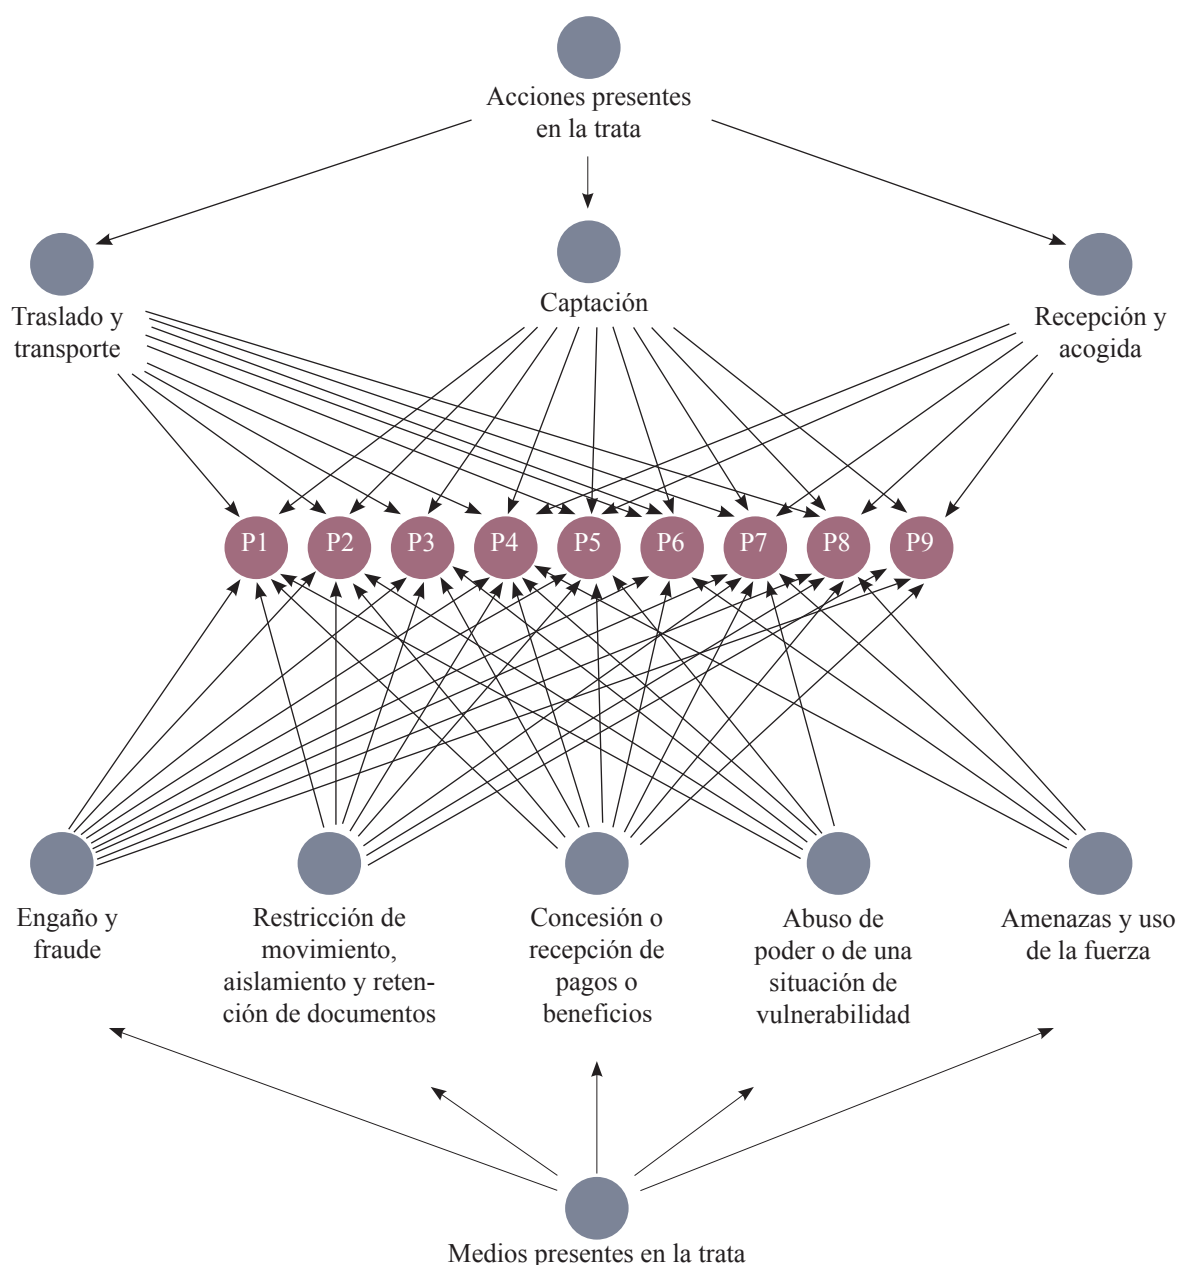 Acciones presentes
en la trata
Traslado y
transporte
Captación
Recepción y
acogida
P1
P2
P3
P4
P5
P6
P7
P8
P9
Engaño y
fraude
Restricción de
movimiento,
aislamiento y reten-
ción de documentos
Concesión o
recepción de
pagos o
beneficios
Abuso de
poder o de una
situación de
vulnerabilidad
Amenazas y uso
de la fuerza
Medios presentes en la trata